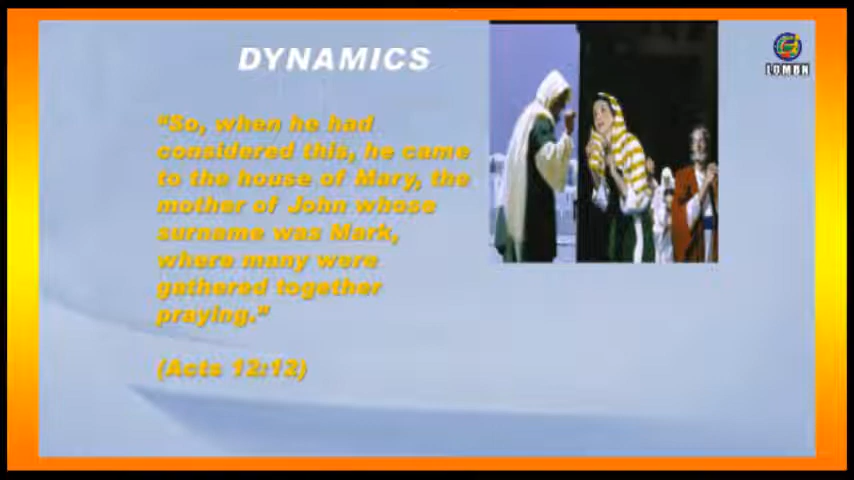 DYNAMICS
LOMDN
"So, when he had
considered this, he came
to the house of Mary, the
mother of John whose
surname was Mark,
where many were
gathered together
praying."
(Acts 12:12)